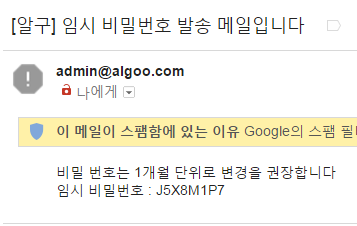 [알구] 임시 비밀번호 발송 메일입니다
admin@algoo.com
나에게
이 메일이 스팸함에 있는 이유 Google의 스팸 필
비밀 번호는 1개월 단위로 변경을 권장합니다
임시 비밀번호 : J5X8M1P7